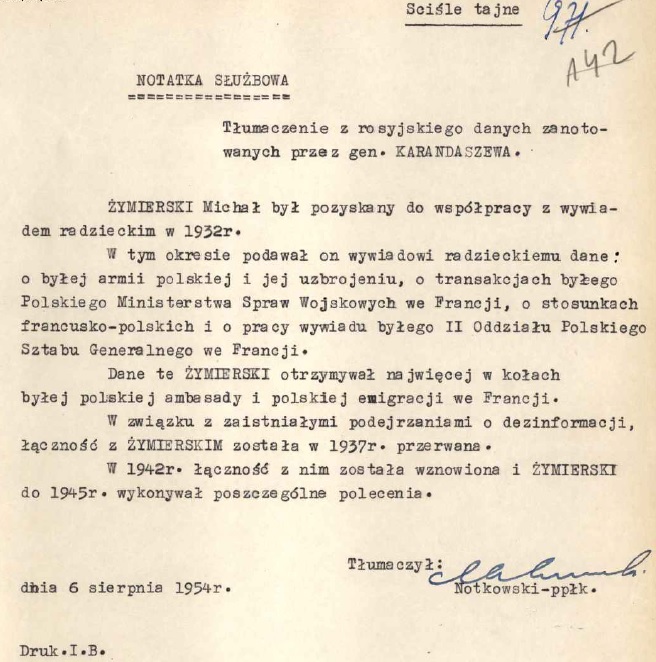 Sciśle tajne
A42
NOTATKA SŁUŻBOWA
================
Tłumaczenie z rosyjskiego danych zanoto-
wanych przez gen. KARANDASZEWA.
ŻYMIERSKI Michał był pozyskany do współpracy z wywia-
dem radzieckim w 1932r.
W tym okresie podawał on wywiadowi radzieckiemu dane:
o byłej armii polskiej i jej uzbrojeniu, o transakcjach byłego
Polskiego Ministerstwa Spraw Wojskowych we Francji, o stosunkach
francusko-polskich i o pracy wywiadu byłego II Oddziału Polskiego
Sztabu Generalnego we Francji.
Dane te ŻYMIERSKI otrzymywał najwięcej w kołach
byłej polskiej ambasady i polskiej emigracji we Francji.
W związku z zaistniałymi podejrzaniami o dezinformacji,
łączność z ŻYMIERSKIM została w 1937r. przerwana.
W 1942r. łączność z nim została wznowiona i ŻYMIERSKI
do 1945r. wykonywał poszczególne polecenia.
Tłumaczył:
dnia 6 sierpnia 1954r.
Notkowski-ppłk.
Druk.I.B.